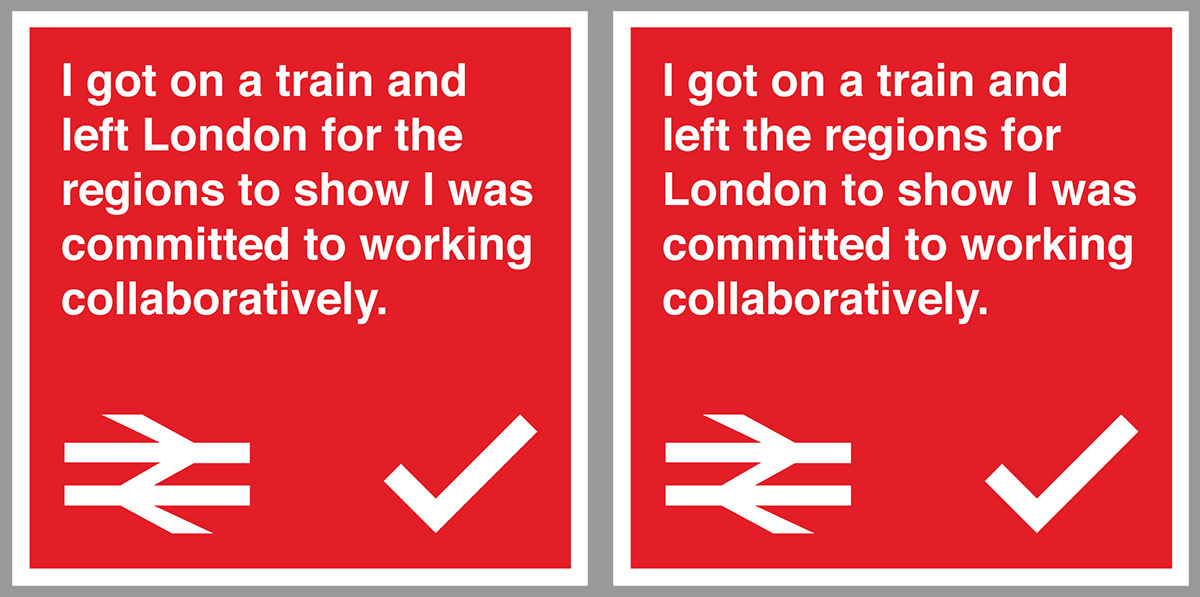 I got on a train and
left London for the
regions to show I was
committed to working
collaboratively.
I got on a train and
left the regions for
London to show I was
committed to working
collaboratively.